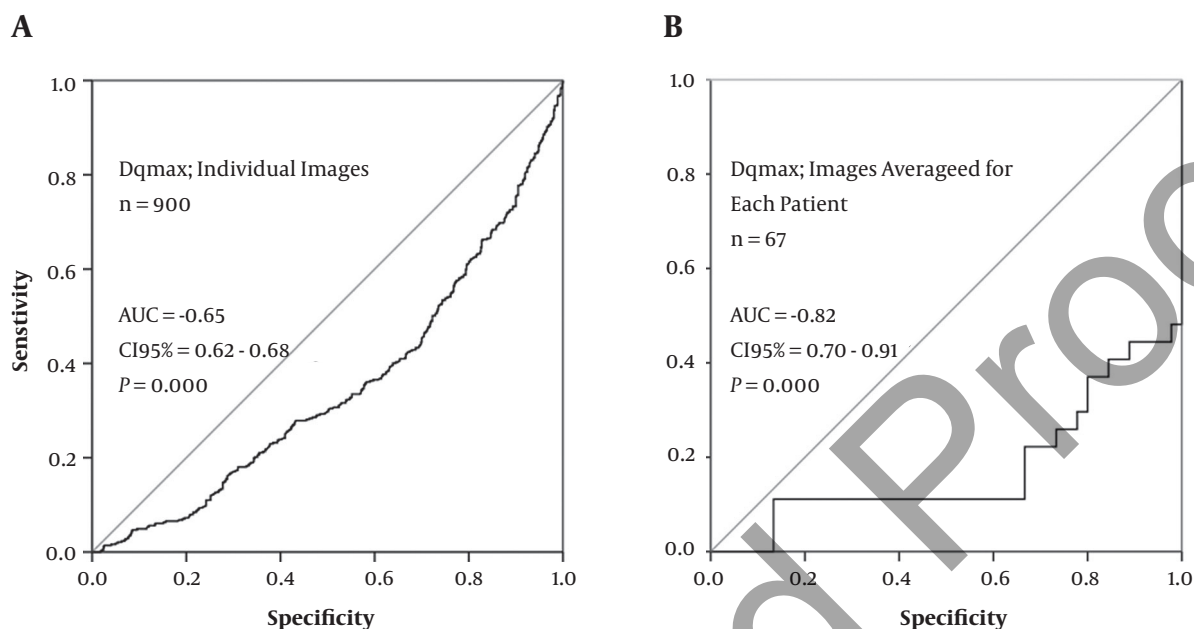 A
B
1.0
0.8
0.6
0.4
0.2
0.0
Senstivity
Dqmax; Individual Images
n = 900
AUC = -0.65
CI95% = 0.62 - 0.68
P = 0.000
0.0 0.2 0.4 0.6 0.8 1.0
Specificity
1.0
0.8
0.6
0.4
0.2
0.0
Dqmax; Images Averageed for
Each Patient
n = 67
AUC = -0.82
CI95% = 0.70 - 0.91
P = 0.000
0.0 0.2 0.4 0.6 0.8 1.0
Specificity
d Proo